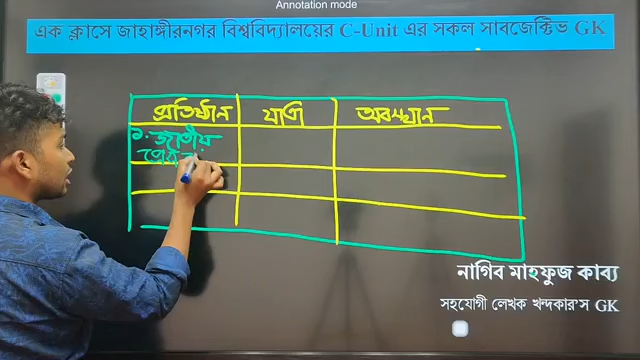 Annotation mode
এক ক্লাসে জাহাঙ্গীরনগর বিশ্ববিদ্যালয়ের C-Unit এর সকল সাবজেক্টিভ GK
প্রতিষ্ঠান যাত্রা অবস্থান
১. জাতীয়
নাগিব মাহফুজ কাব্য
সহযোগী লেখক খন্দকার'স GK